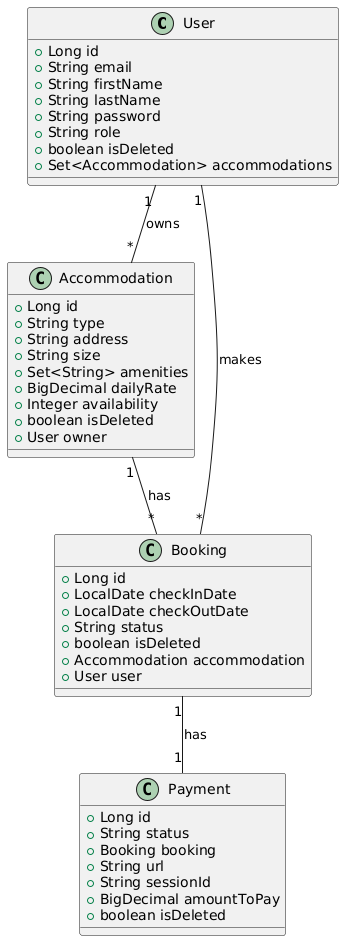 C User
Long id
String email
String firstName
String lastName
String password
String role
boolean isDeleted
Set<Accommodation> accommodations
1
1
owns
*
C Accommodation
Long id
String type
String address
String size
Set<String> amenities
BigDecimal dailyRate
Integer availability
boolean isDeleted
User owner
makes
1
has
*
*
C Booking
Long id
LocalDate checkInDate
LocalDate checkOutDate
String status
boolean isDeleted
Accommodation accommodation
User user
1
has
1
C Payment
Long id
String status
Booking booking
String url
String sessionId
BigDecimal amountToPay
boolean isDeleted